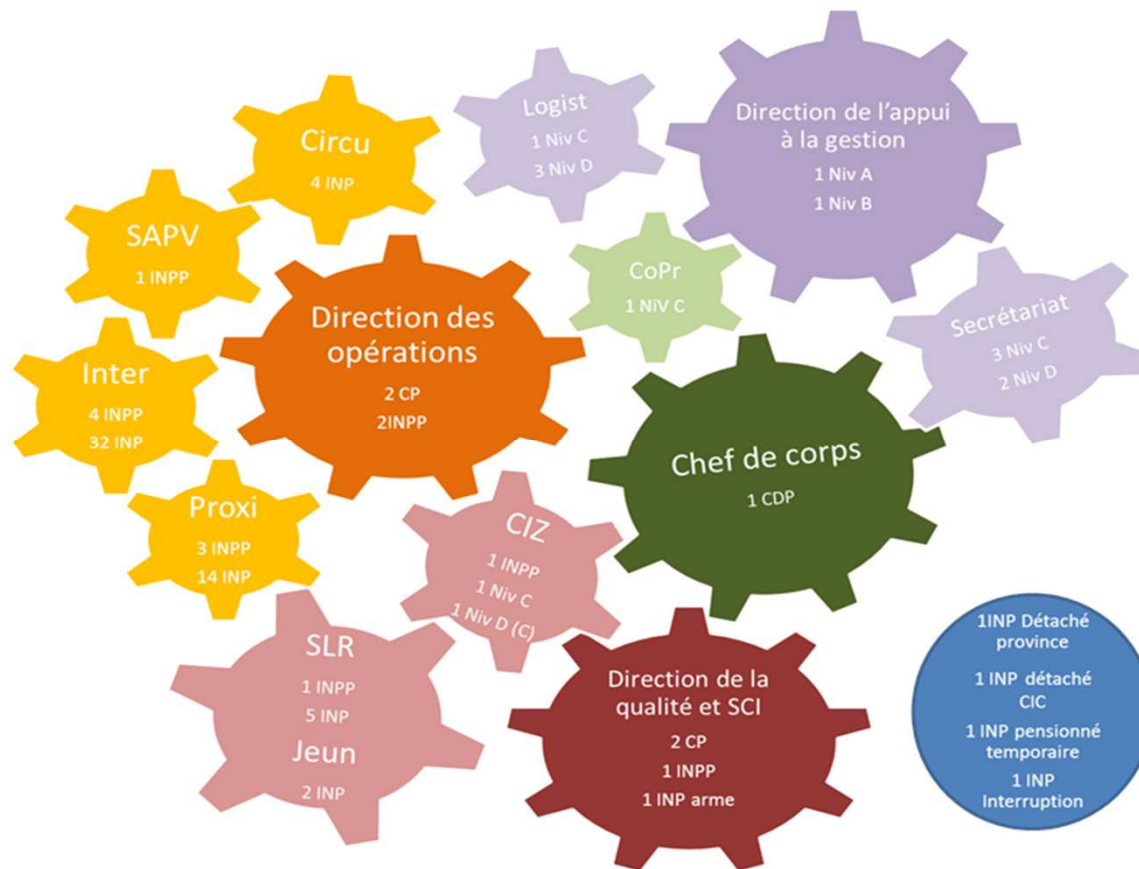 Logist
1 Niv C
3 Niv D
Direction de l'appui
à la gestion
1 Niv A
1 Niv B
Circu
4 INP
SAPV
1 INPP
CoPr
1 NiV C
Secrétariat
3 Niv C
2 Niv D
Direction des
opérations
2 CP
2INPP
Inter
4 INPP
32 INP
Chef de corps
1 CDP
Proxi
3 INPP
14 INP
CIZ
1 INPP
1 Niv C
1 Niv D (C)
SLR
1 INPP
5 INP
Jeun
2 INP
Direction de la
qualité et SCI
2 CP
1 INPP
1 INP arme
1INP Détaché
province
1 INP détaché
CIC
1 INP pensionné
temporaire
1 INP
Interruption